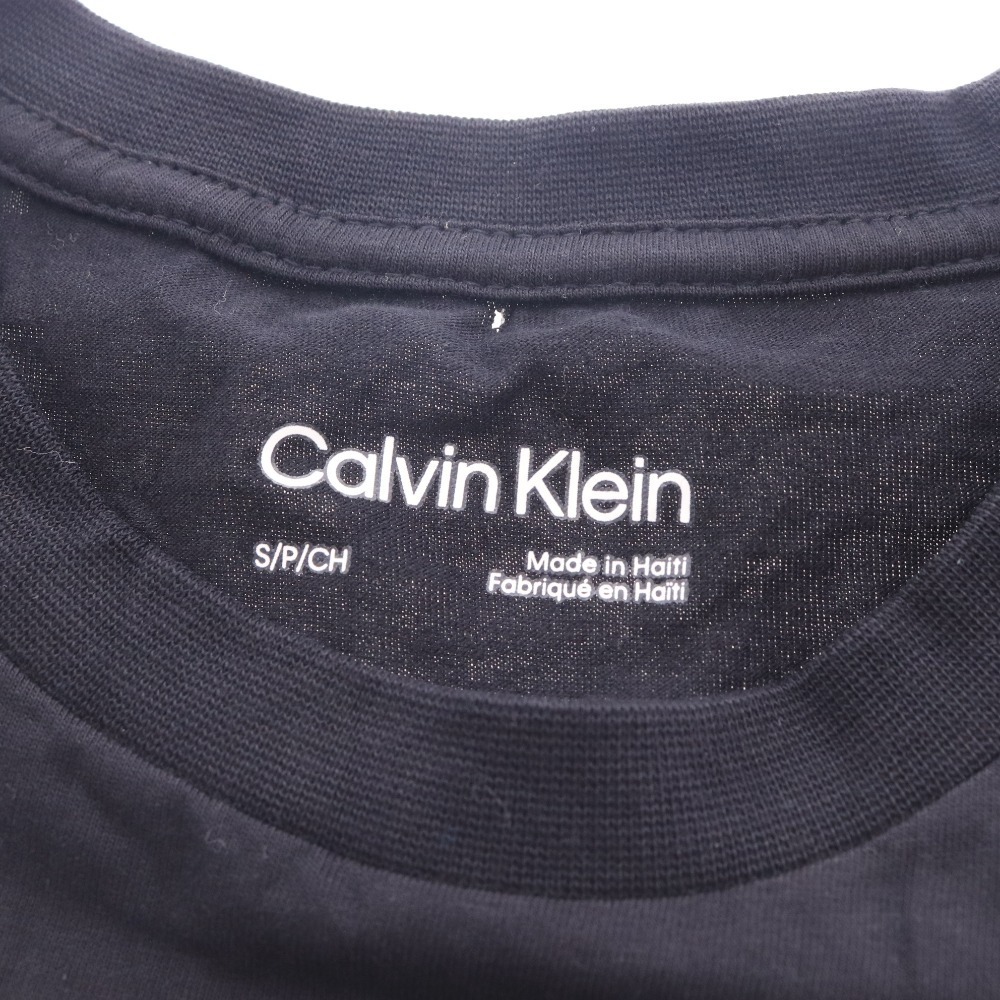 Calvin Klein
S/P/CH
Made in Haiti
Fabriqué en Haïti